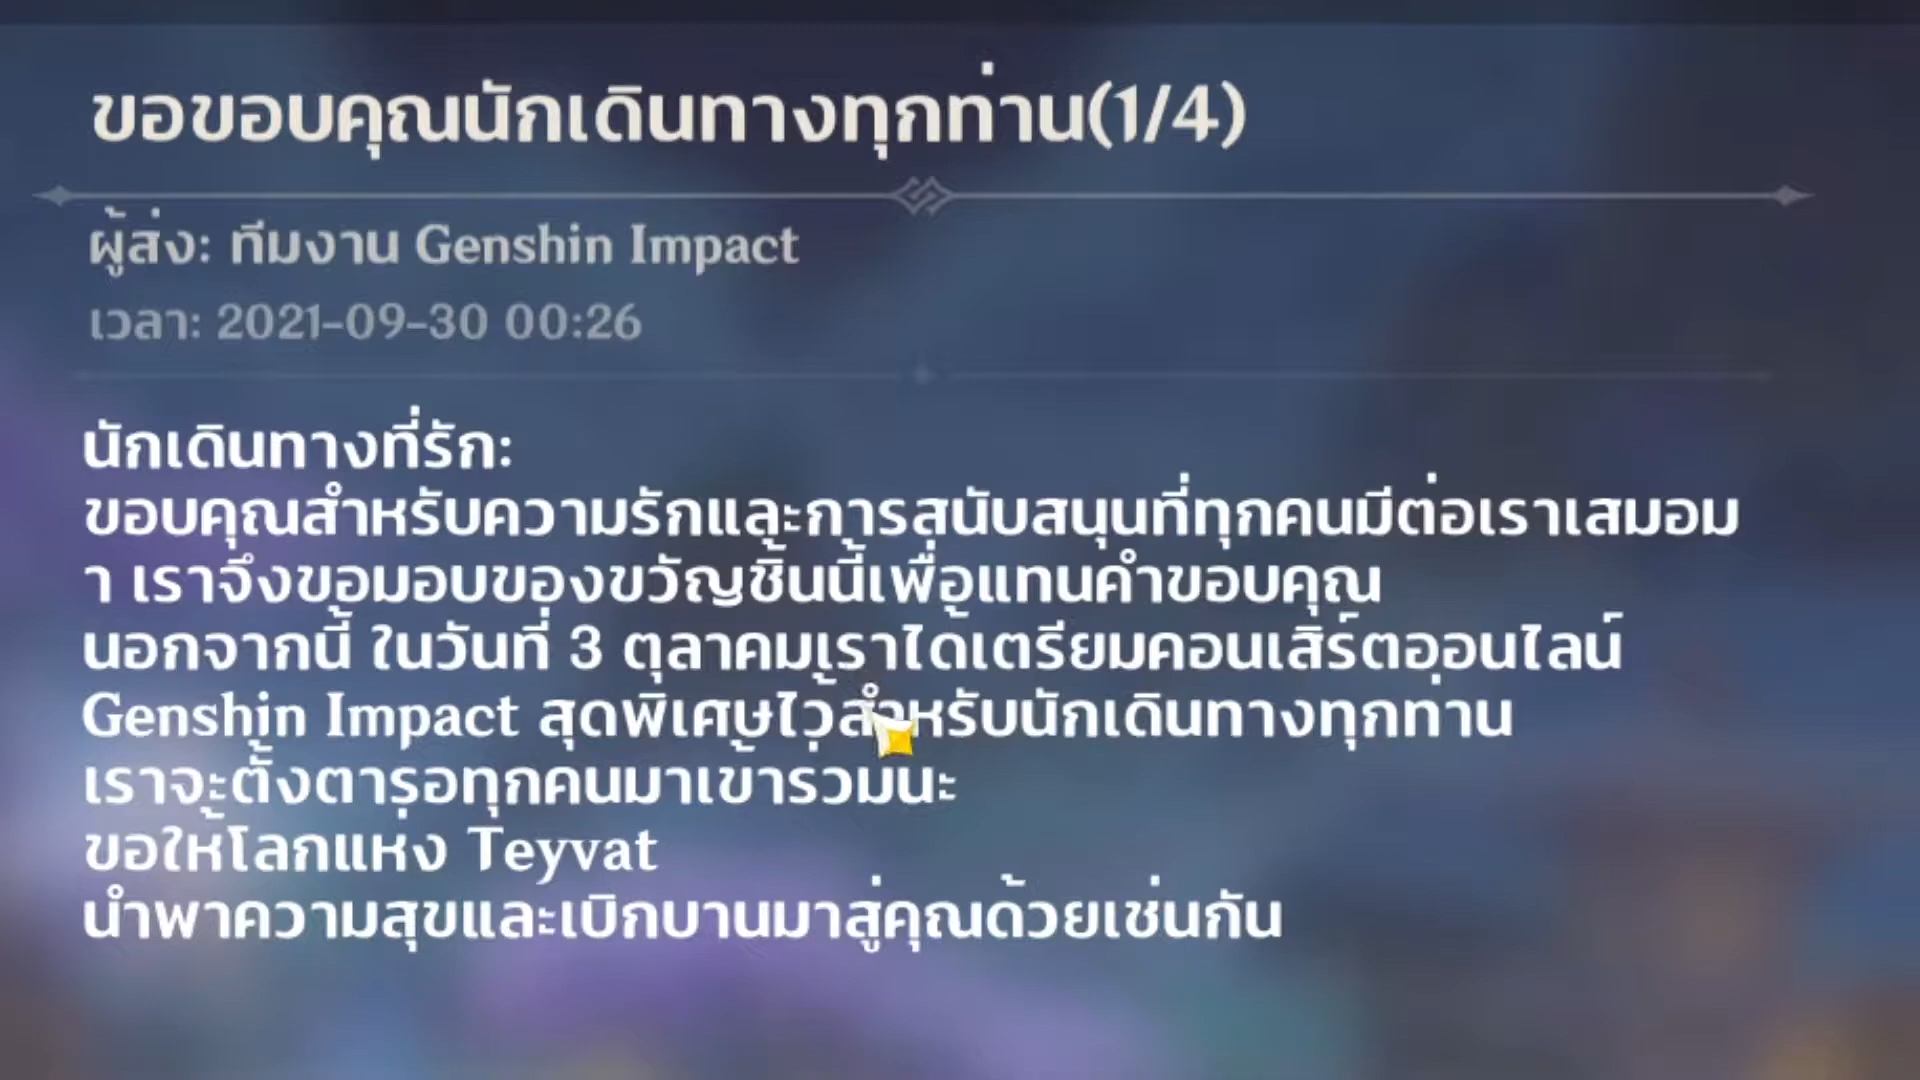 ขอขอบคุณนักเดินทางทุกท่าน(1/4)
ผู้ส่ง: ทีมงาน Genshin Impact
เวลา: 2021-09-30 00:26
นักเดินทางที่รัก:
ขอบคุณสำหรับความรักและการสนับสนุนที่ทุกคนมีต่อเราเสมอม
า เราจึงขอมอบของขวัญชิ้นนี้เพื่อแทนคำขอบคุณ
นอกจากนี้ ในวันที่ 3 ตุลาคมเราได้เตรียมคอนเสิร์ตออนไลน์
Genshin Impact สุดพิเศษไว้สำหรับนักเดินทางทุกท่าน
เราจะตั้งตารอทุกคนมาเข้าร่วมนะ
ขอให้โลกแห่ง Teyvat
นำพาความสุขและเบิกบานมาสู่คุณด้วยเช่นกัน